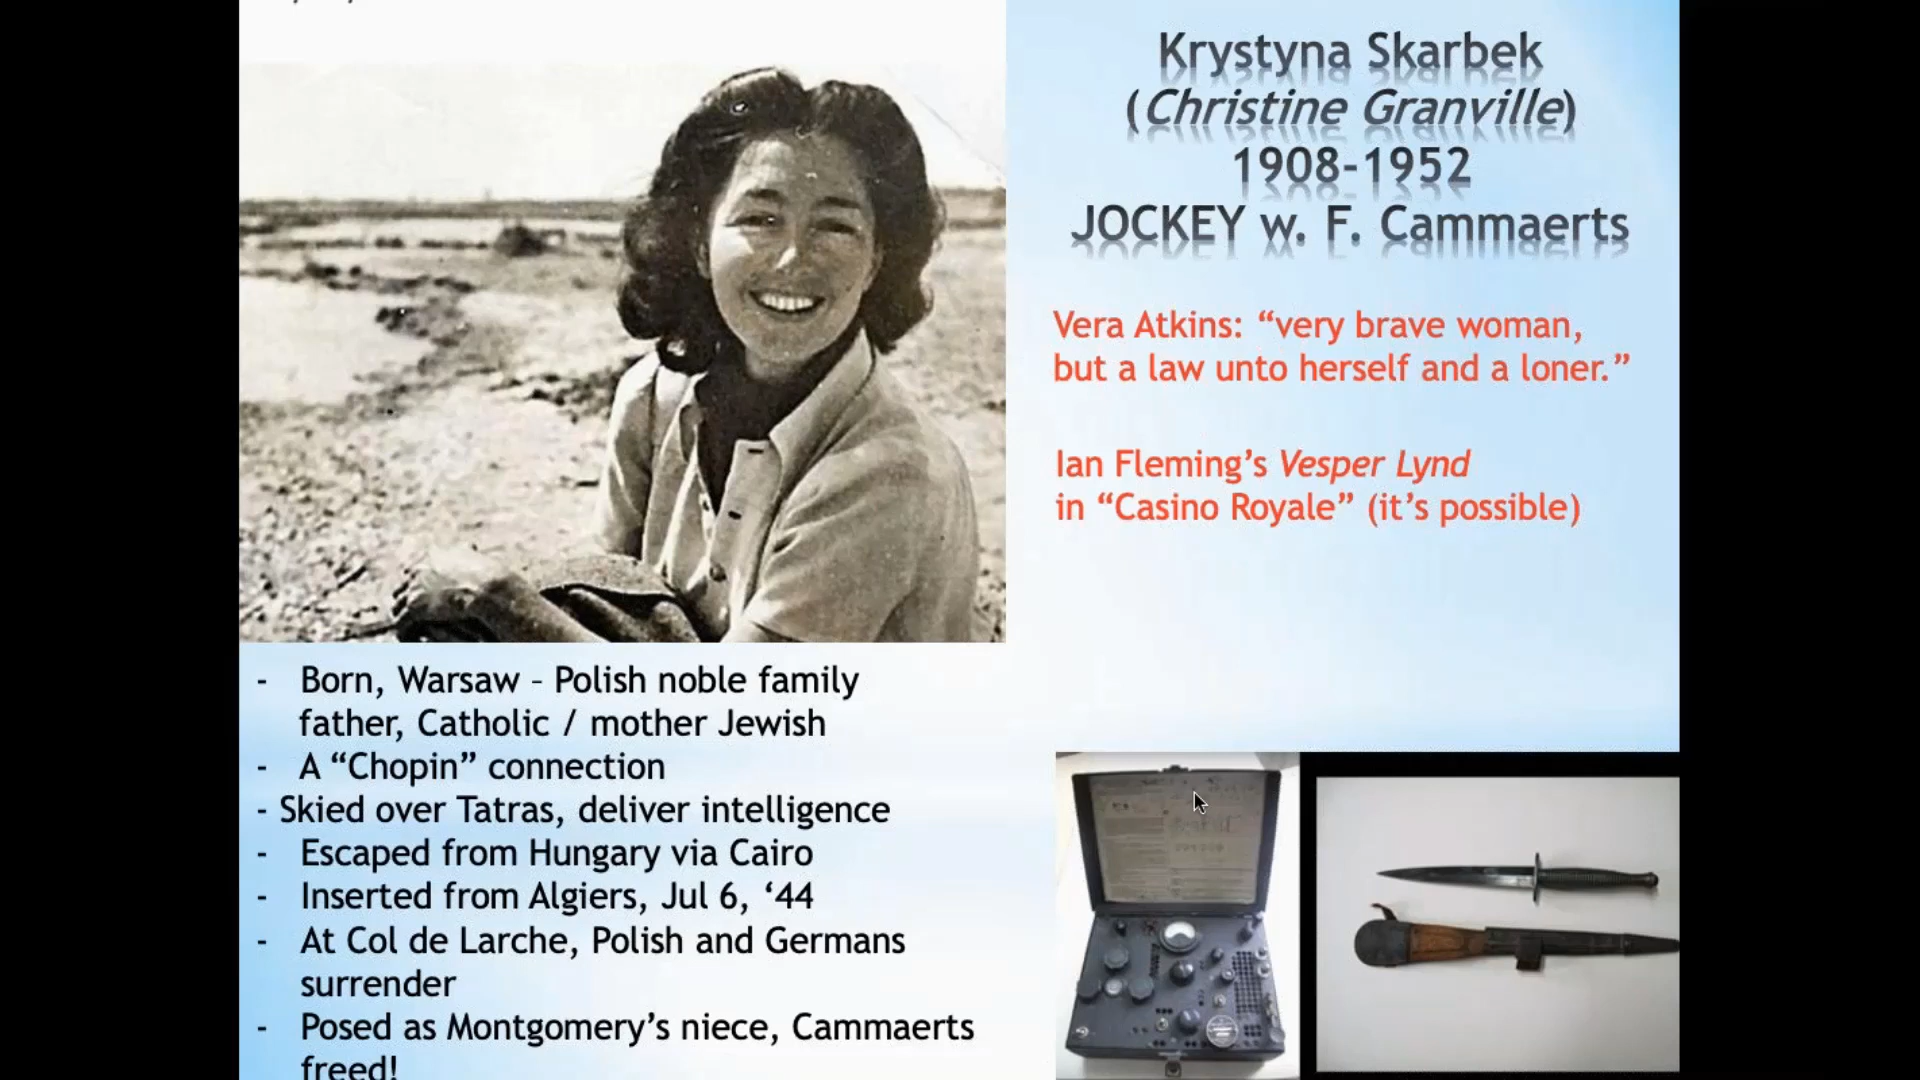 Krystyna Skarbek
(Christine Granville)
1908-1952
JOCKEY w. F. Cammaerts
Vera Atkins: “very brave woman,
but a law unto herself and a loner.”
Ian Fleming’s Vesper Lynd
in “Casino Royale” (it’s possible)
- Born, Warsaw – Polish noble family
father, Catholic / mother Jewish
- A “Chopin” connection
- Skied over Tatras, deliver intelligence
- Escaped from Hungary via Cairo
- Inserted from Algiers, Jul 6, ‘44
- At Col de Larche, Polish and Germans
surrender
- Posed as Montgomery’s niece, Cammaerts
freed!